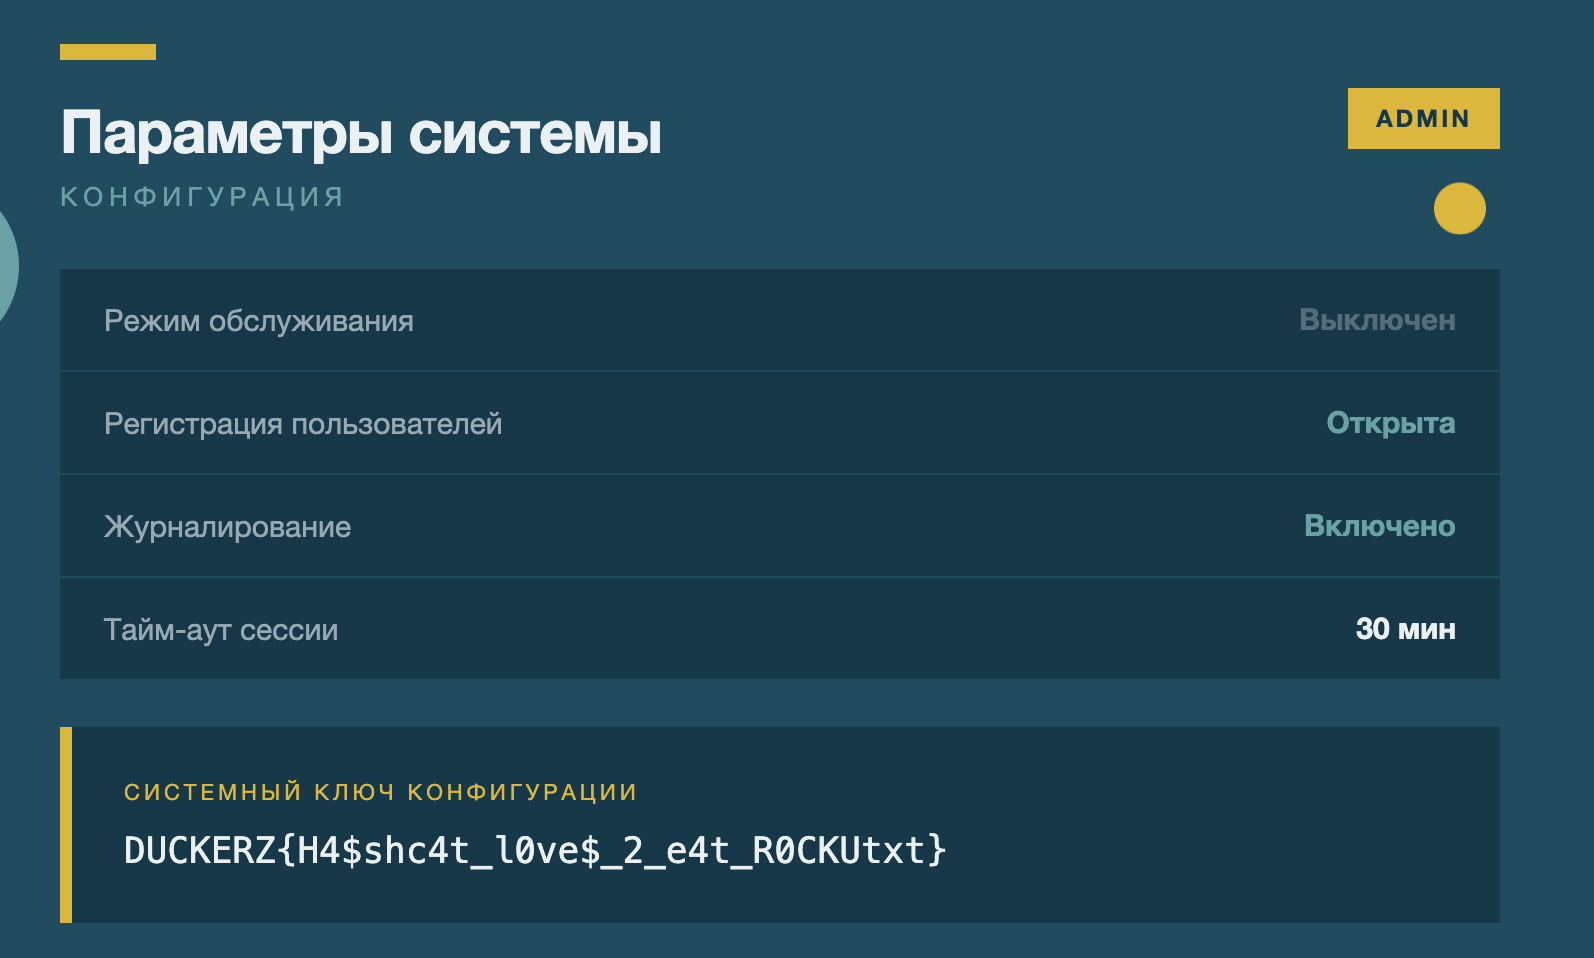 Параметры системы
ADMIN
КОНФИГУРАЦИЯ
Режим обслуживания Выключен
Регистрация пользователей Открыта
Журналирование Включено
Тайм-аут сессии 30 мин
СИСТЕМНЫЙ КЛЮЧ КОНФИГУРАЦИИ
DUCKERZ{H4$shc4t_l0ve$_2_e4t_R0CKUtxt}